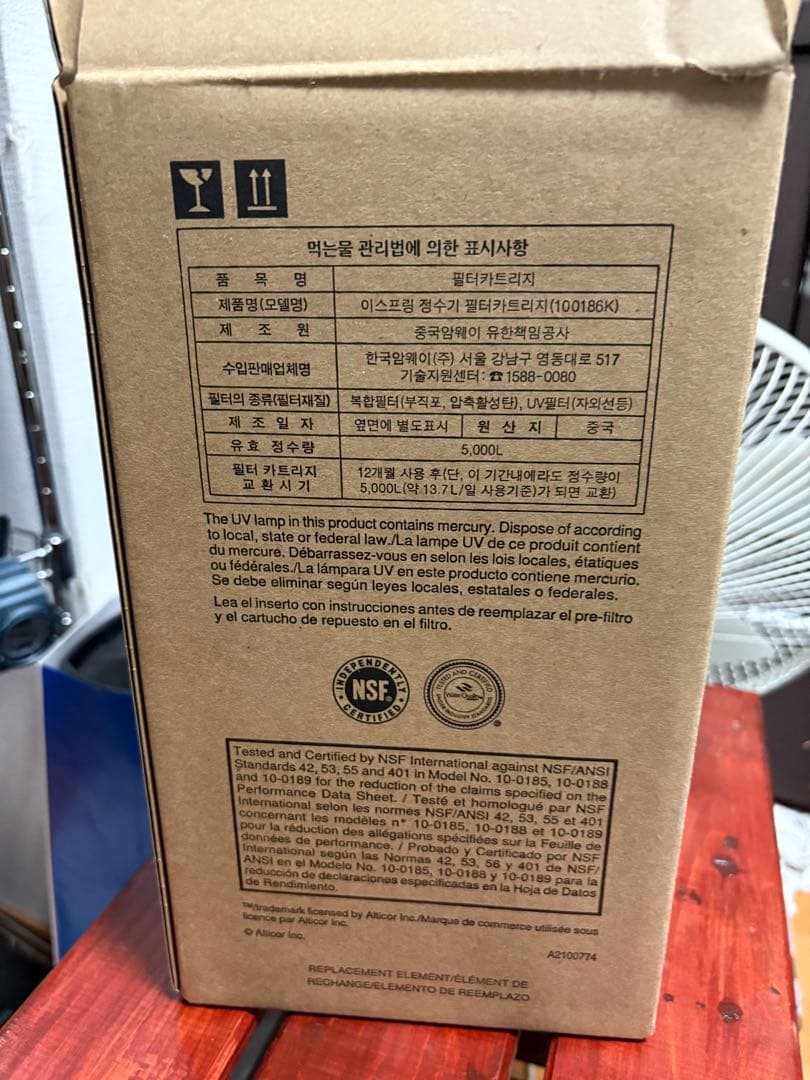 먹는물 관리법에 의한 표시사항
품 목 명 필터카트리지
제품명(모델명) 이스프링 정수기 필터카트리지(100186K)
제 조 원 중국암웨이 유한책임공사
수입판매업체명 한국암웨이(주) 서울 강남구 영동대로 517
기술지원센터: ☎1588-0080
필터의 종류(필터재질) 복합필터(부직포, 압축활성탄), UV필터(자외선등)
제 조 일 자 옆면에 별도표시 원 산 지 중국
유효 정수량 5,000L
필터 카트리지 12개월 사용 후(단, 이 기간내에라도 정수량이
교 환 시 기 5,000L(약 13.7L/일 사용기준)가 되면 교환)
The UV lamp in this product contains mercury. Dispose of according
to local, state or federal law./La lampe UV de ce produit contient
du mercure. Débarrassez-vous en selon les lois locales, étatiques
ou fédérales./La lámpara UV en este producto contiene mercurio.
Se debe eliminar según leyes locales, estatales o federales.
Lea el inserto con instrucciones antes de reemplazar el pre-filtro
y el cartucho de repuesto en el filtro.
INDEPENDENTLY
NSF®
CERTIFIED
TESTED AND CERTIFIED
Water Quality
INDUSTRY STANDARDS
Tested and Certified by NSF International against NSF/ANSI
Standards 42, 53, 55 and 401 in Model No. 10-0185, 10-0188
and 10-0189 for the reduction of the claims specified on the
Performance Data Sheet. / Testé et homologué par NSF
International selon les normes NSF/ANSI 42, 53, 55 et 401
concernant les modèles n° 10-0185, 10-0188 et 10-0189
pour la réduction des allégations spécifiées sur la Feuille de
données de performance. / Probado y Certificado por NSF
International según las Normas 42, 53, 56 y 401 de NSF/
ANSI en el Modelo No. 10-0185, 10-0188 y 10-0189 para la
reducción de declaraciones especificadas en la Hoja de Datos
de Rendimiento.
™/trademark licensed by Alticor Inc./Marque de commerce utilisée sous
licence par Alticor Inc.
© Alticor Inc.
A2100774
REPLACEMENT ELEMENT/ÉLÉMENT DE
RECHANGE/ELEMENTO DE REEMPLAZO